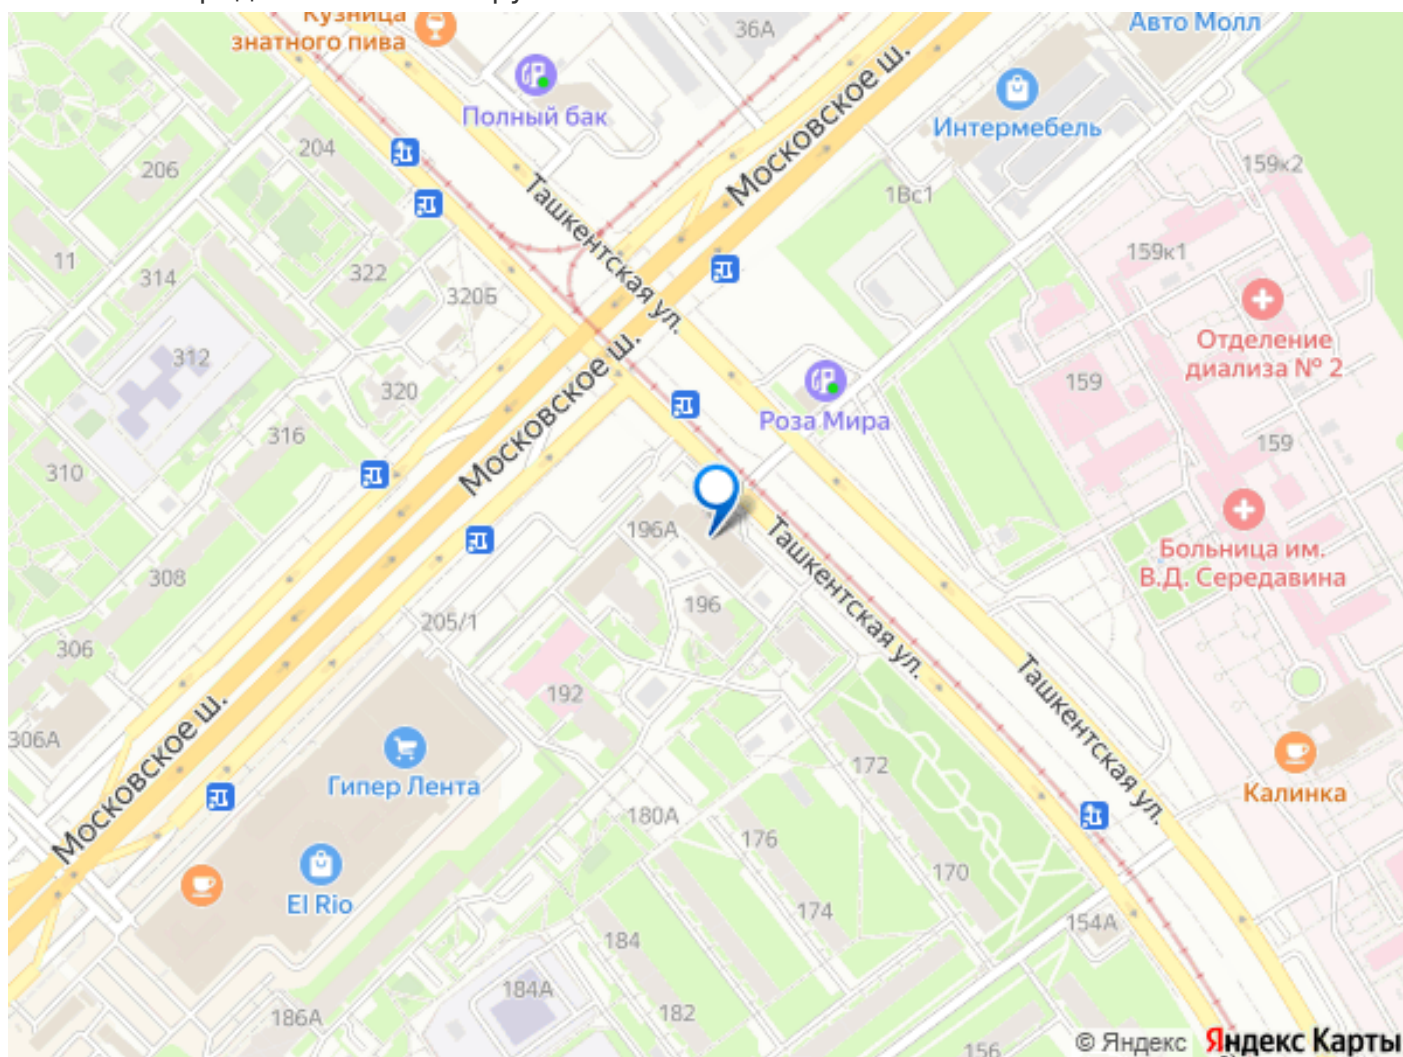 Кузница
знатного пива
Полный бак
36А
Московское ш.
Авто Молл
Интермебель
204
206
159к2
Ташкентская ул.
1Вс1
11
314
322
320Б
159к1
Отделение
диализа № 2
312
320
Московское ш.
Роза Мира
159
316
310
159
196А
Ташкентская ул.
Больница им.
В.Д. Середавина
308
205/1
196
306
192
Ташкентская ул.
306А
Московское ш.
Гипер Лента
172
Калинка
180А
176
170
El Rio
174
154А
184
184А
182
186А
156
© Яндекс
Яндекс Карты